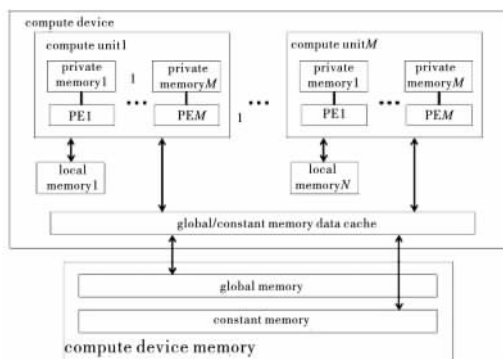 compute device
compute unit1
compute unitM
private memory1
1
private memoryM
private memory1
private memoryM
PE1
...
PEM
...
1
PE1
...
PEM
local memory1
local memoryN
global/constant memory data cache
global memory
constant memory
compute device memory